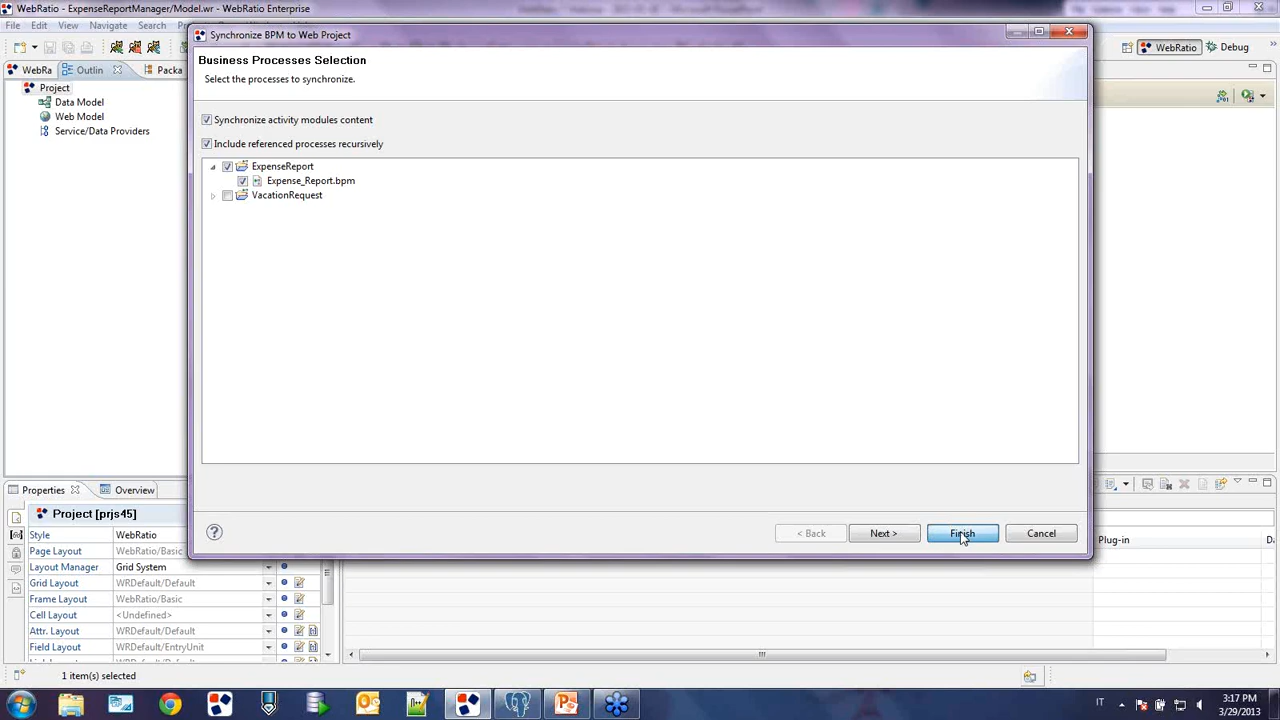 WebRatio - ExpenseReportManager/Model.wr - WebRatio Enterprise
File Edit View Navigate Search
Synchronize BPM to Web Project
Business Processes Selection
Select the processes to synchronize.
WebRatio Debug
WebRa Outlin Packa
Project
Data Model
Web Model
Service/Data Providers
Synchronize activity modules content
Include referenced processes recursively
ExpenseReport
Expense_Report.bpm
VacationRequest
< Back Next > Finish Cancel
Properties Overview
Project [prjs45]
Style WebRatio
Page Layout WebRatio/Basic
Layout Manager Grid System
Grid Layout WRDefault/Default
Frame Layout WebRatio/Basic
Cell Layout <Undefined>
Attr. Layout WRDefault/Default
Field Layout WRDefault/EntryUnit
Plug-in
1 item(s) selected
IT
3:17 PM
3/29/2013